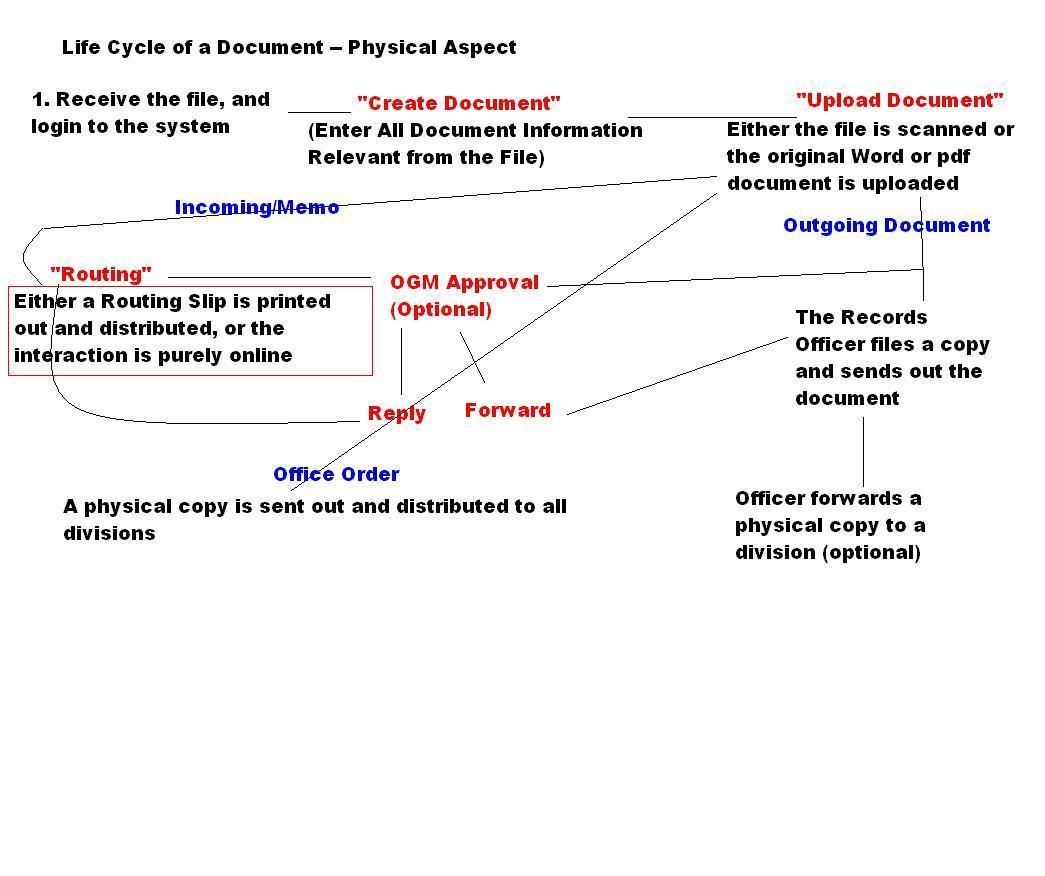 Life Cycle of a Document – Physical Aspect
1. Receive the file, and
login to the system
"Create Document"
(Enter All Document Information
Relevant from the File)
"Upload Document"
Either the file is scanned or
the original Word or pdf
document is uploaded
Incoming/Memo
Outgoing Document
"Routing"
Either a Routing Slip is printed
out and distributed, or the
interaction is purely online
OGM Approval
(Optional)
The Records
Officer files a copy
and sends out the
document
Reply
Forward
Office Order
A physical copy is sent out and distributed to all
divisions
Officer forwards a
physical copy to a
division (optional)